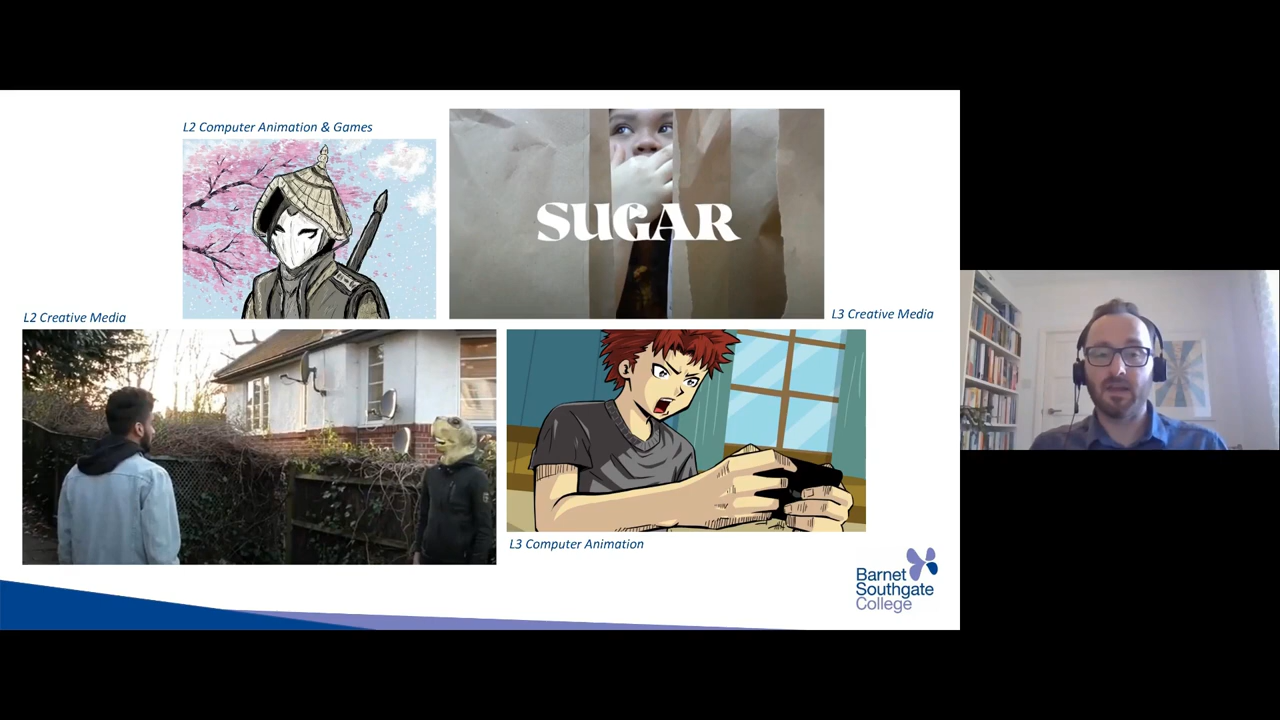 L2 Computer Animation & Games
SUGAR
L2 Creative Media
L3 Creative Media
L3 Computer Animation
Barnet
Southgate
College